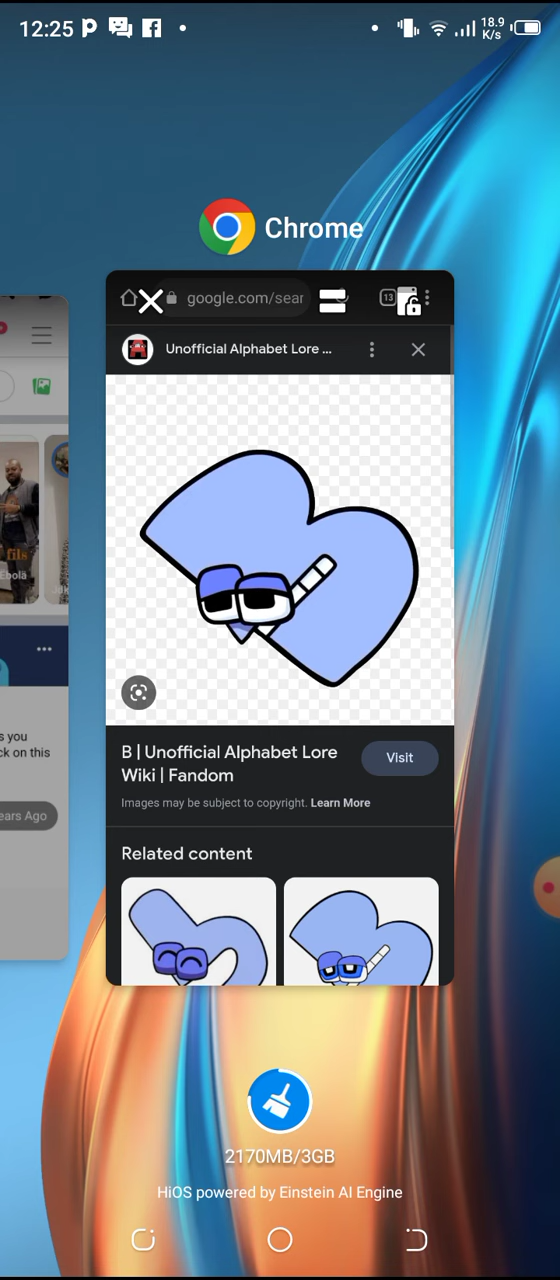 12:25
18.9
K/s
Chrome
google.com/sear
13
Unofficial Alphabet Lore ...
fils
Ebola
s you
ck on this
ears Ago
B | Unofficial Alphabet Lore
Wiki | Fandom
Visit
Images may be subject to copyright. Learn More
Related content
2170MB/3GB
HiOS powered by Einstein AI Engine